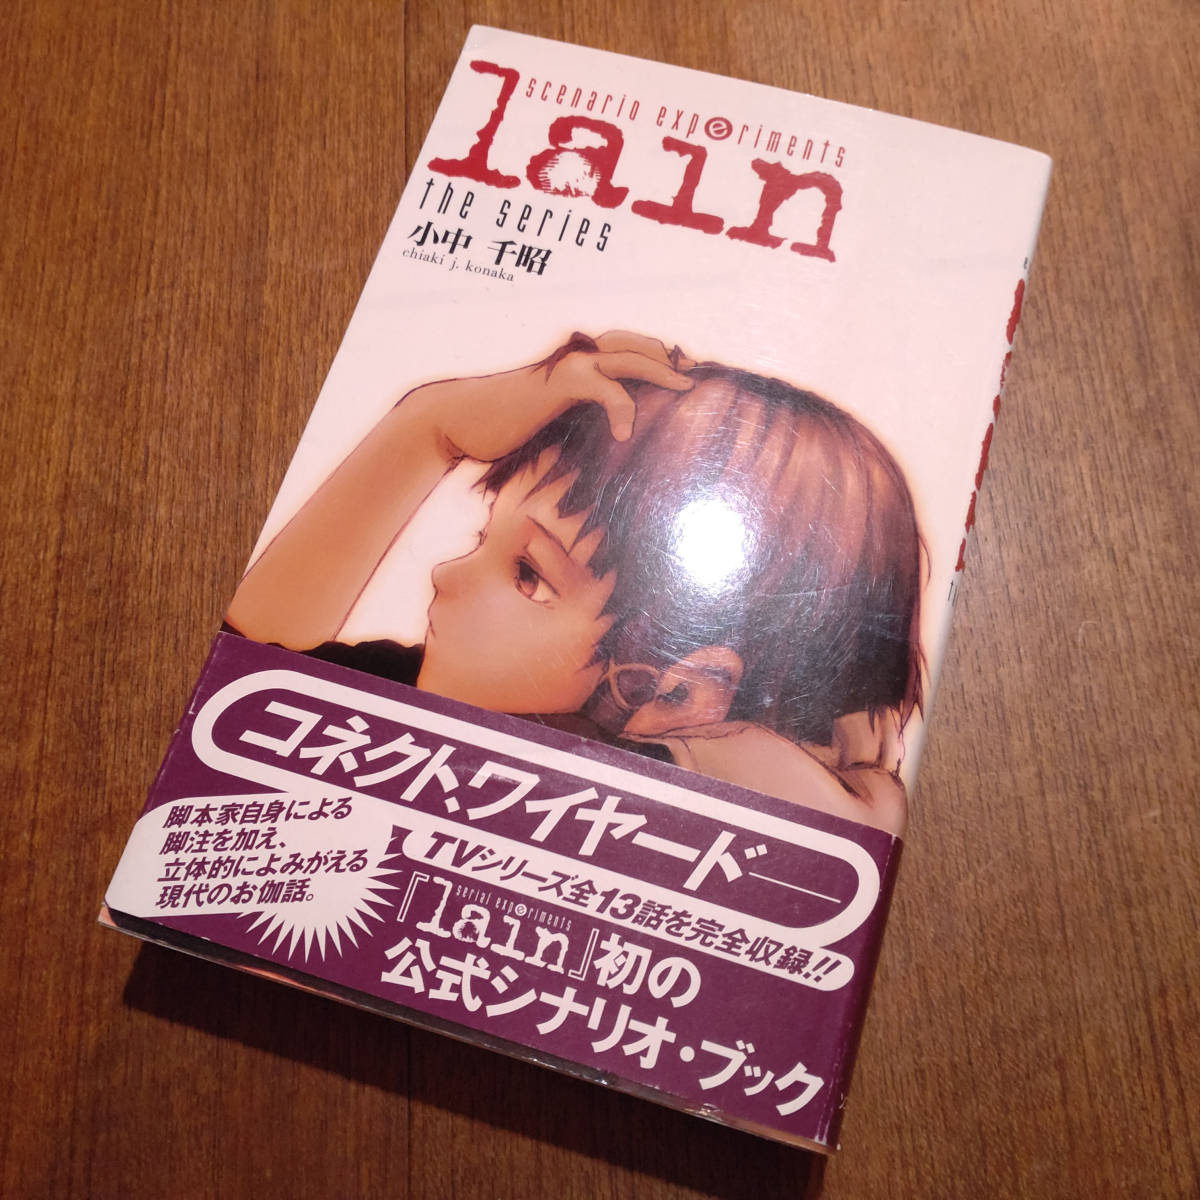 scenario experiments
lain
the series
小中 千昭
chiaki j. konaka
コネクト、ワイヤード――
脚本家自身による
脚注を加え、
立体的によみがえる
現代のお伽話。
TVシリーズ全13話を完全収録!!
serial experiments
『lain』初の
公式シナリオ・ブック